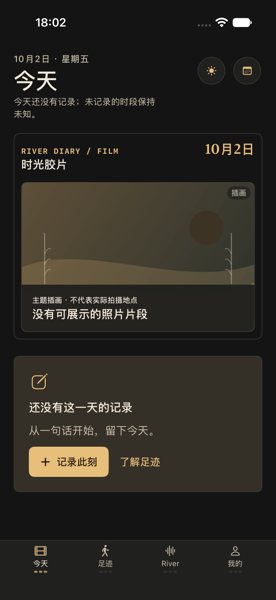 18:02
10月2日 · 星期五
今天
今天还没有记录；未记录的时段保持
未知。
RIVER DIARY / FILM
10月2日
时光胶片
插画
主题插画 · 不代表实际拍摄地点
没有可展示的照片片段
还没有这一天的记录
从一句话开始，留下今天。
+ 记录此刻
了解足迹
今天
足迹
River
我的